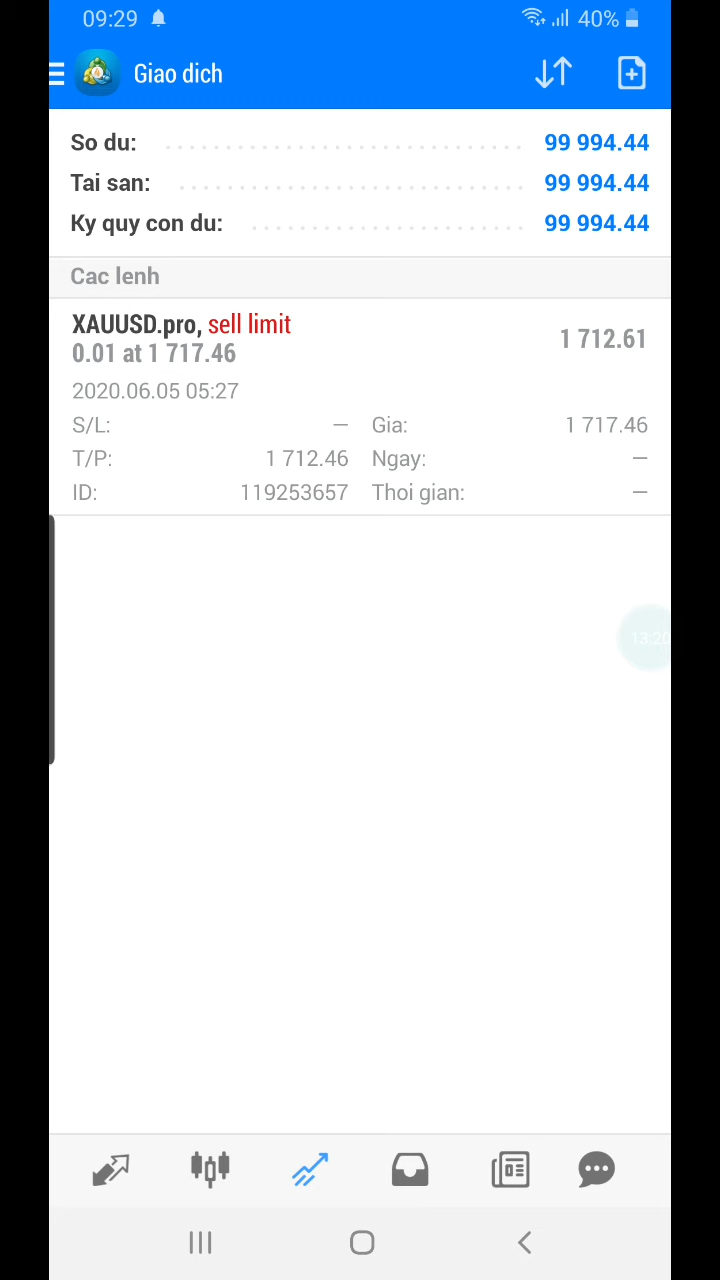 09:29 40%
Giao dich
So du: 99 994.44
Tai san: 99 994.44
Ky quy con du: 99 994.44
Cac lenh
XAUUSD.pro, sell limit
0.01 at 1 717.46 1 712.61
2020.06.05 05:27
S/L: — Gia: 1 717.46
T/P: 1 712.46 Ngay: —
ID: 119253657 Thoi gian: —
13:20